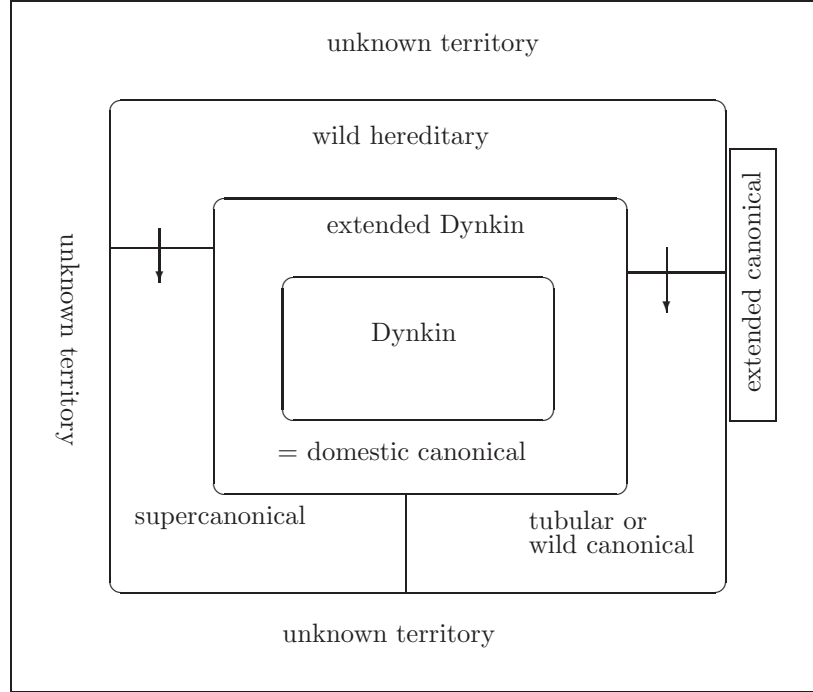 unknown territory
wild hereditary
extended Dynkin
unknown territory
extended canonical
Dynkin
= domestic canonical
supercanonical
tubular or
wild canonical
unknown territory